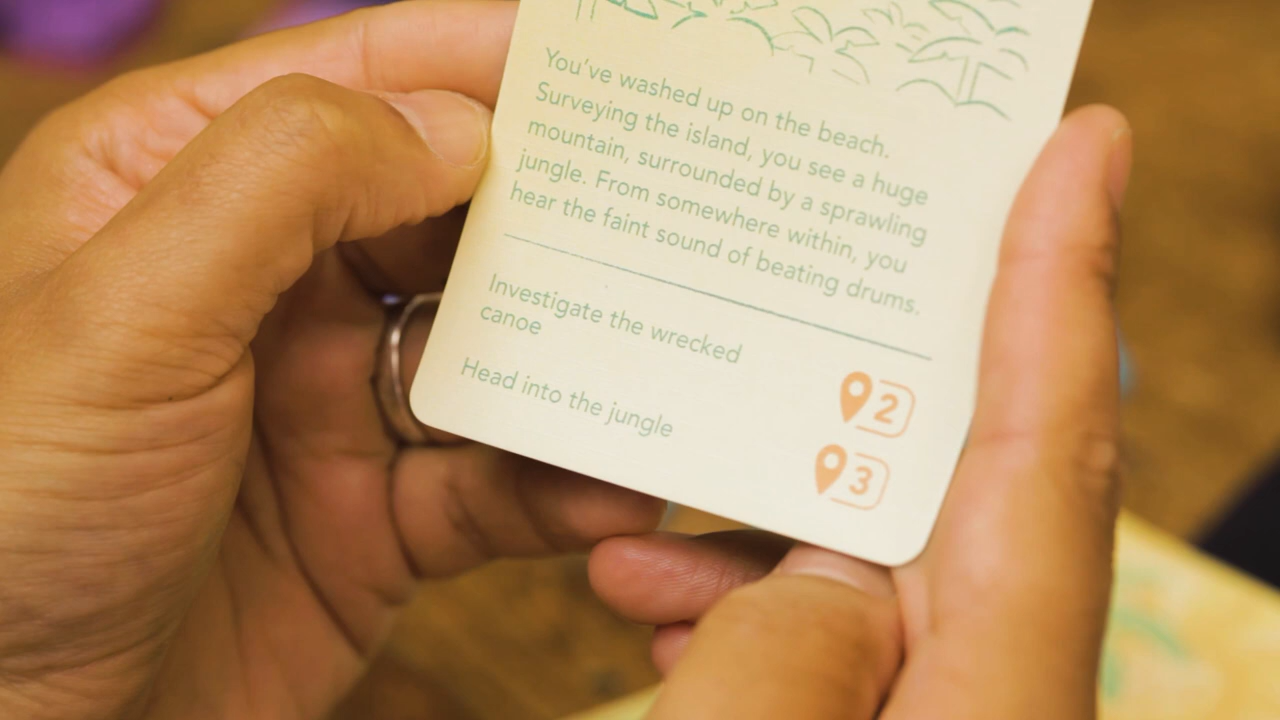 You've washed up on the beach.
Surveying the island, you see a huge
mountain, surrounded by a sprawling
jungle. From somewhere within, you
hear the faint sound of beating drums.
Investigate the wrecked
canoe
2
Head into the jungle
3